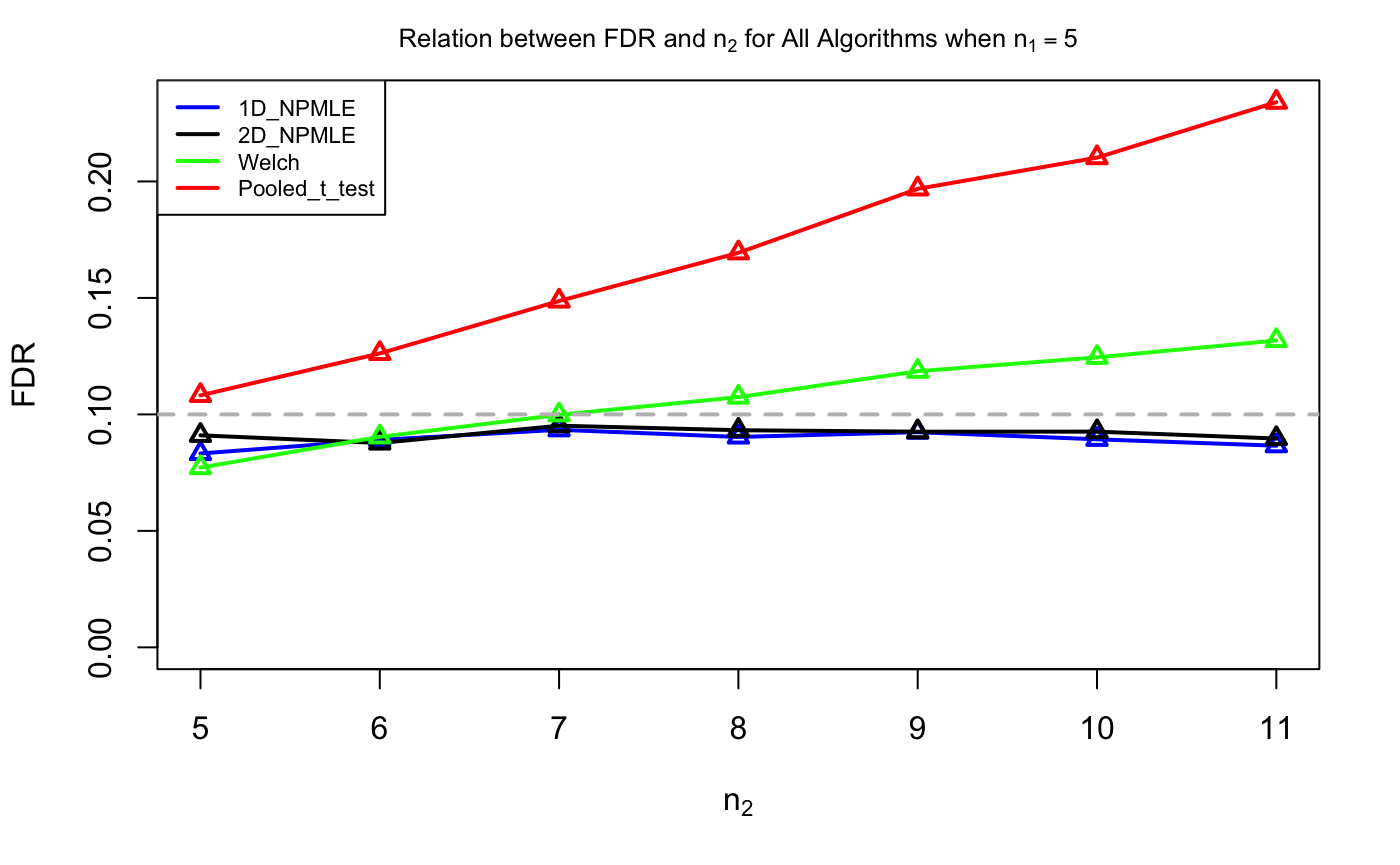 Relation between FDR and n₂ for All Algorithms when n₁ = 5
1D_NPMLE
2D_NPMLE
Welch
Pooled_t_test
FDR
0.20
0.15
0.10
0.05
0.00
5 6 7 8 9 10 11
n₂